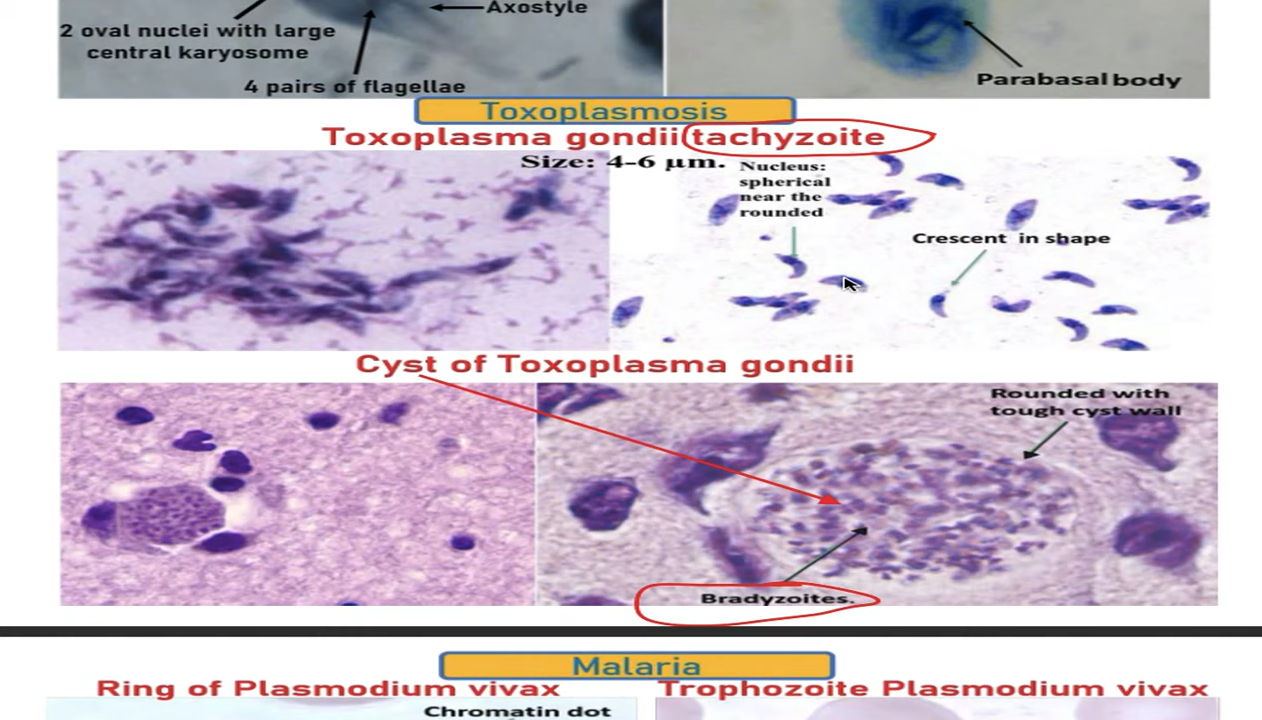 Axostyle
2 oval nuclei with large
central karyosome
4 pairs of flagellae
Parabasal body
Toxoplasmosis
Toxoplasma gondii tachyzoite
Size: 4-6 μm.
Nucleus:
spherical
near the
rounded
Crescent in shape
Cyst of Toxoplasma gondii
Rounded with
tough cyst wall
Bradyzoites.
Malaria
Ring of Plasmodium vivax
Trophozoite Plasmodium vivax
Chromatin dot